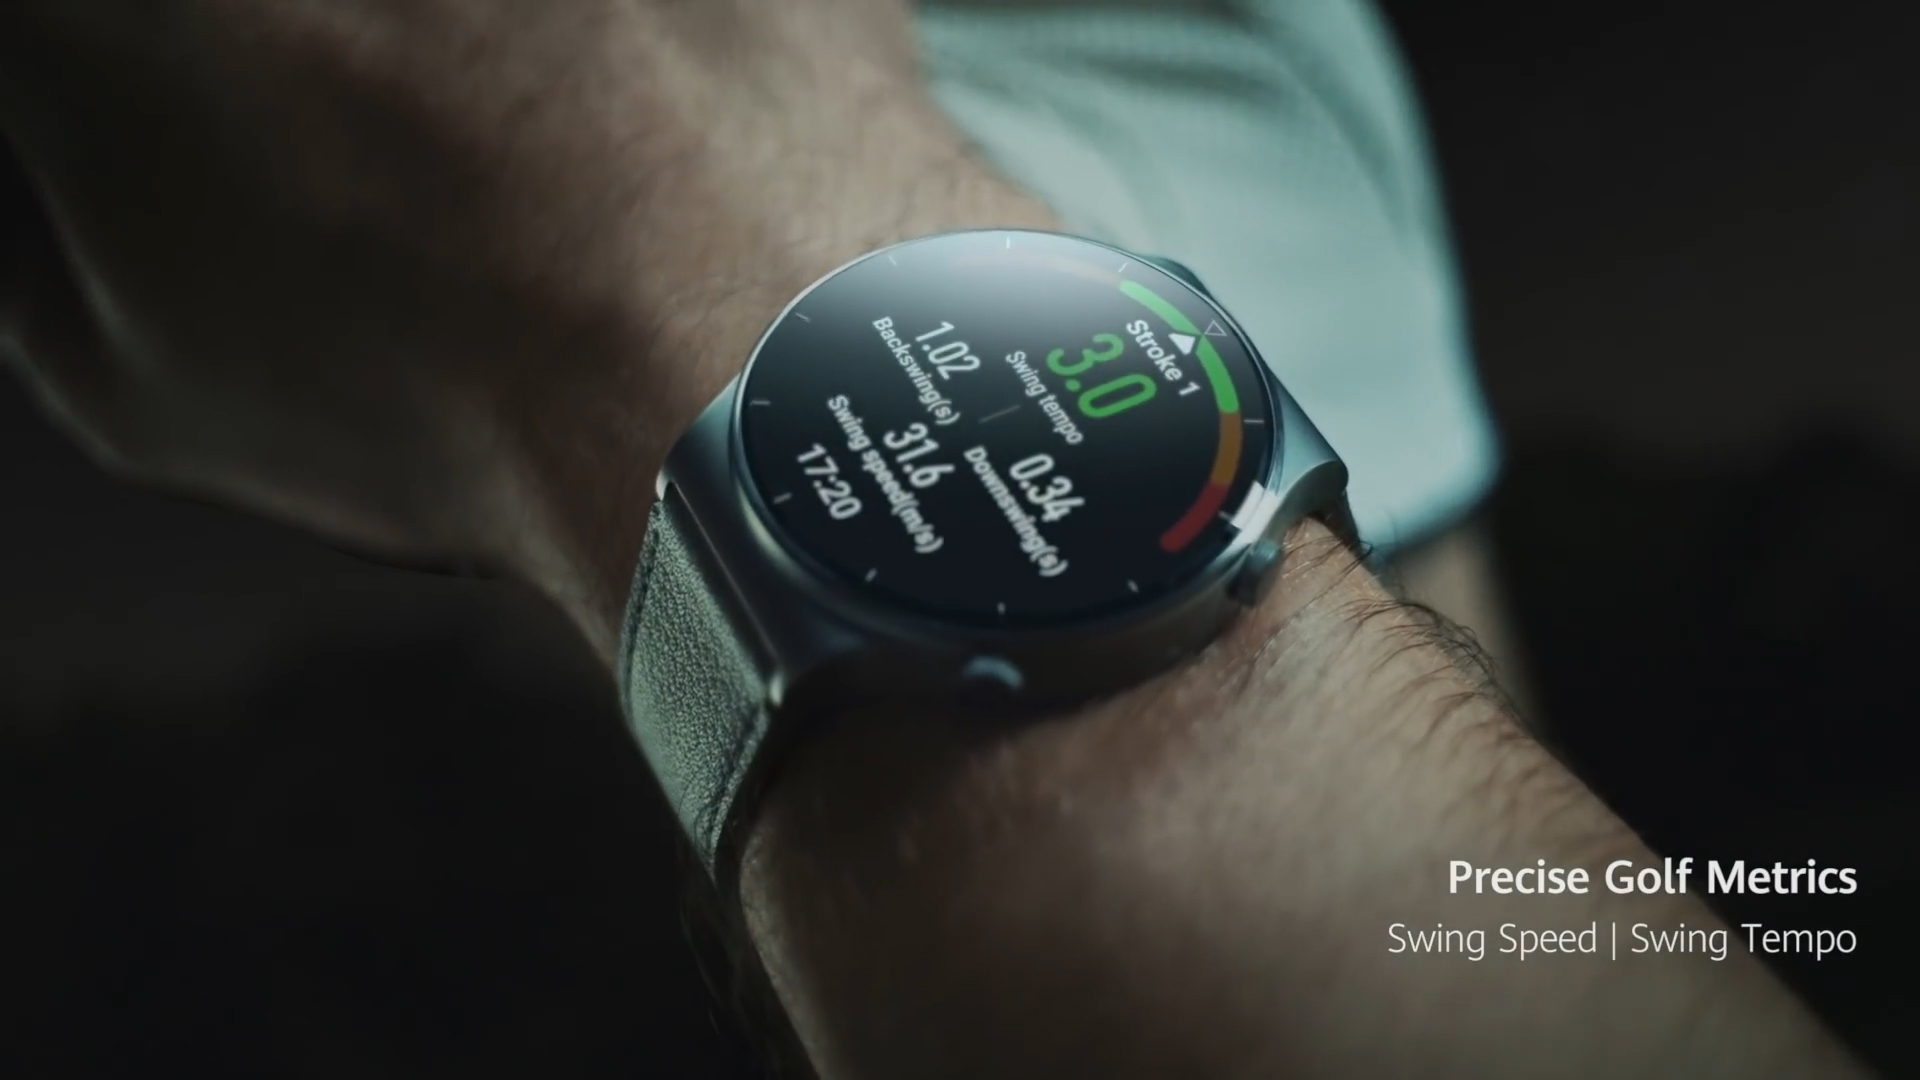 Stroke 1
3.0
Swing tempo
1.02
Backswing(s)
0.34
Downswing(s)
31.6
Swing speed(m/s)
17:20
Precise Golf Metrics
Swing Speed | Swing Tempo